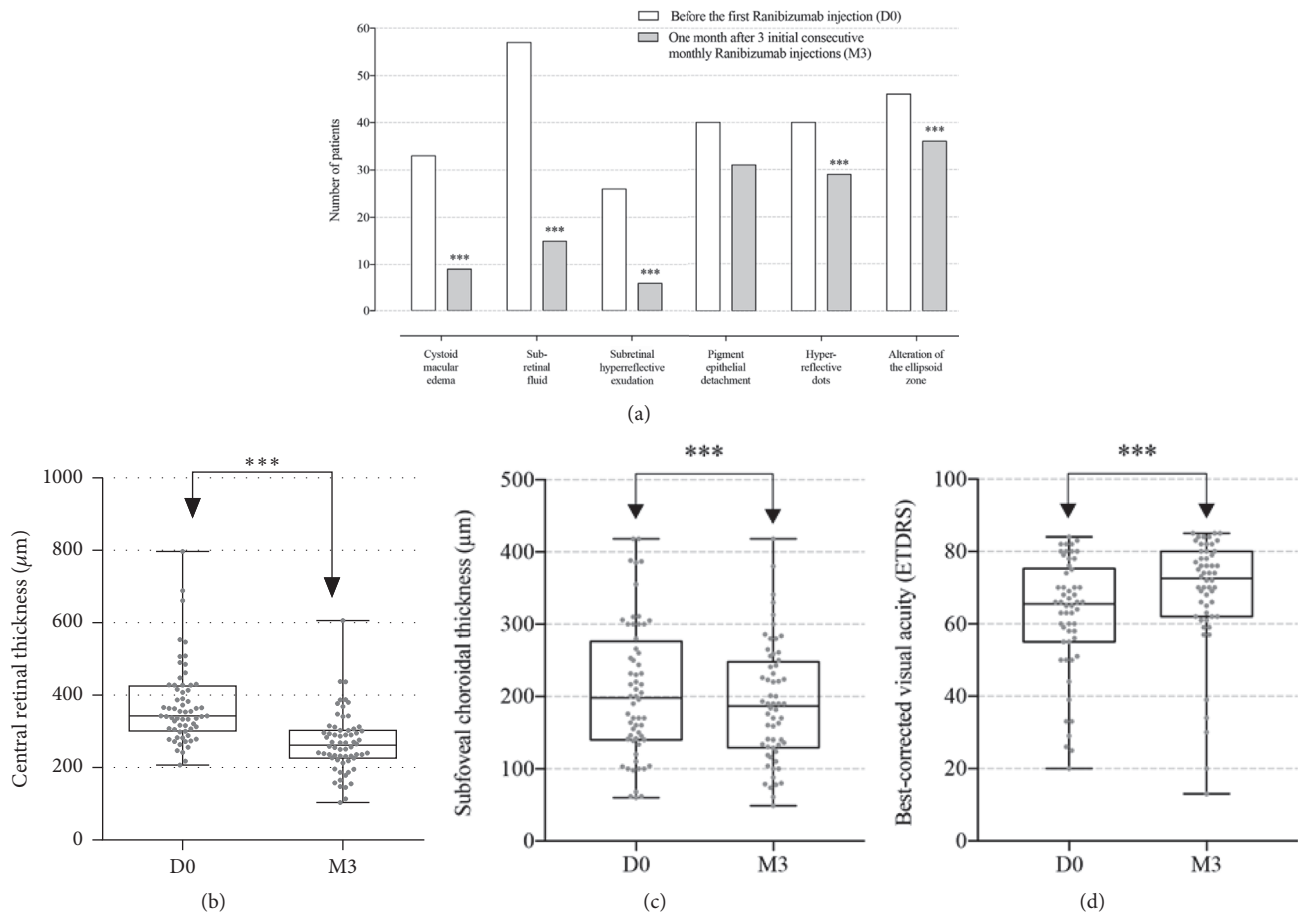 Before the first Ranibizumab injection (D0)
One month after 3 initial consecutive
monthly Ranibizumab injections (M3)
Number of patients
60
50
40
30
20
10
0
***
***
***
***
***
Cystoid
macular
edema
Sub-
retinal
fluid
Subretinal
hyperreflective
exudation
Pigment
epithelial
detachment
Hyper-
reflective
dots
Alteration of
the ellipsoid
zone
(a)
Central retinal thickness (μm)
1000
800
600
400
200
0
***
D0 M3
(b)
Subfoveal choroidal thickness (μm)
500
400
300
200
100
0
***
D0 M3
(c)
Best-corrected visual acuity (ETDRS)
100
80
60
40
20
0
***
D0 M3
(d)